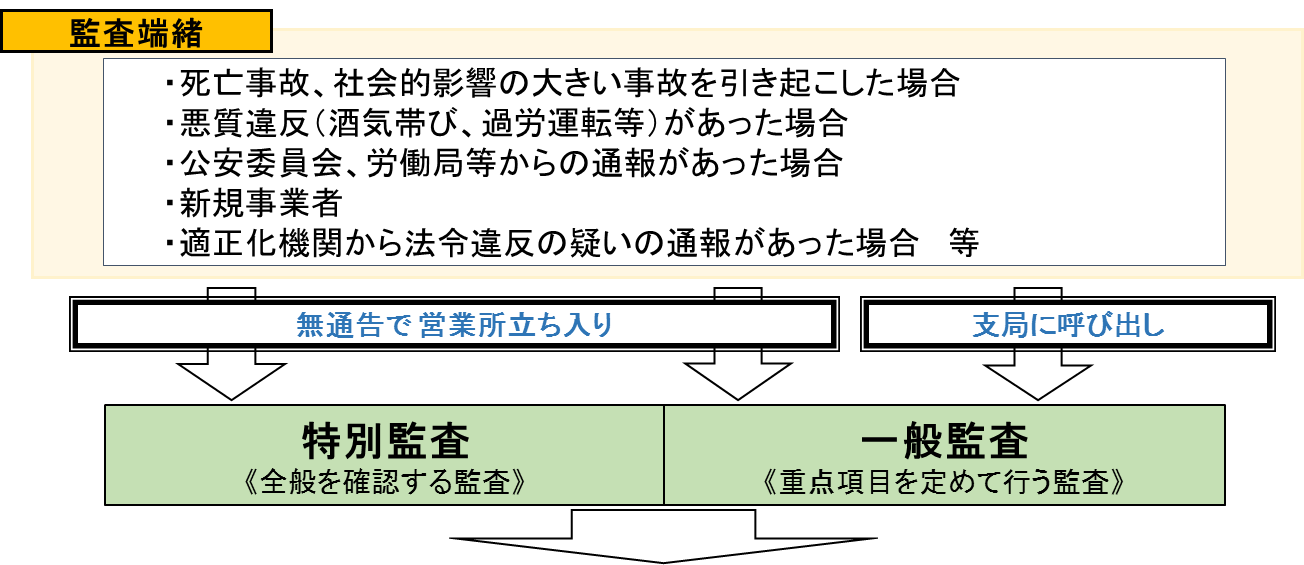 監査端緒
・死亡事故、社会的影響の大きい事故を引き起こした場合
・悪質違反（酒気帯び、過労運転等）があった場合
・公安委員会、労働局等からの通報があった場合
・新規事業者
・適正化機関から法令違反の疑いの通報があった場合　等
無通告で営業所立ち入り
支局に呼び出し
特別監査
《全般を確認する監査》
一般監査
《重点項目を定めて行う監査》